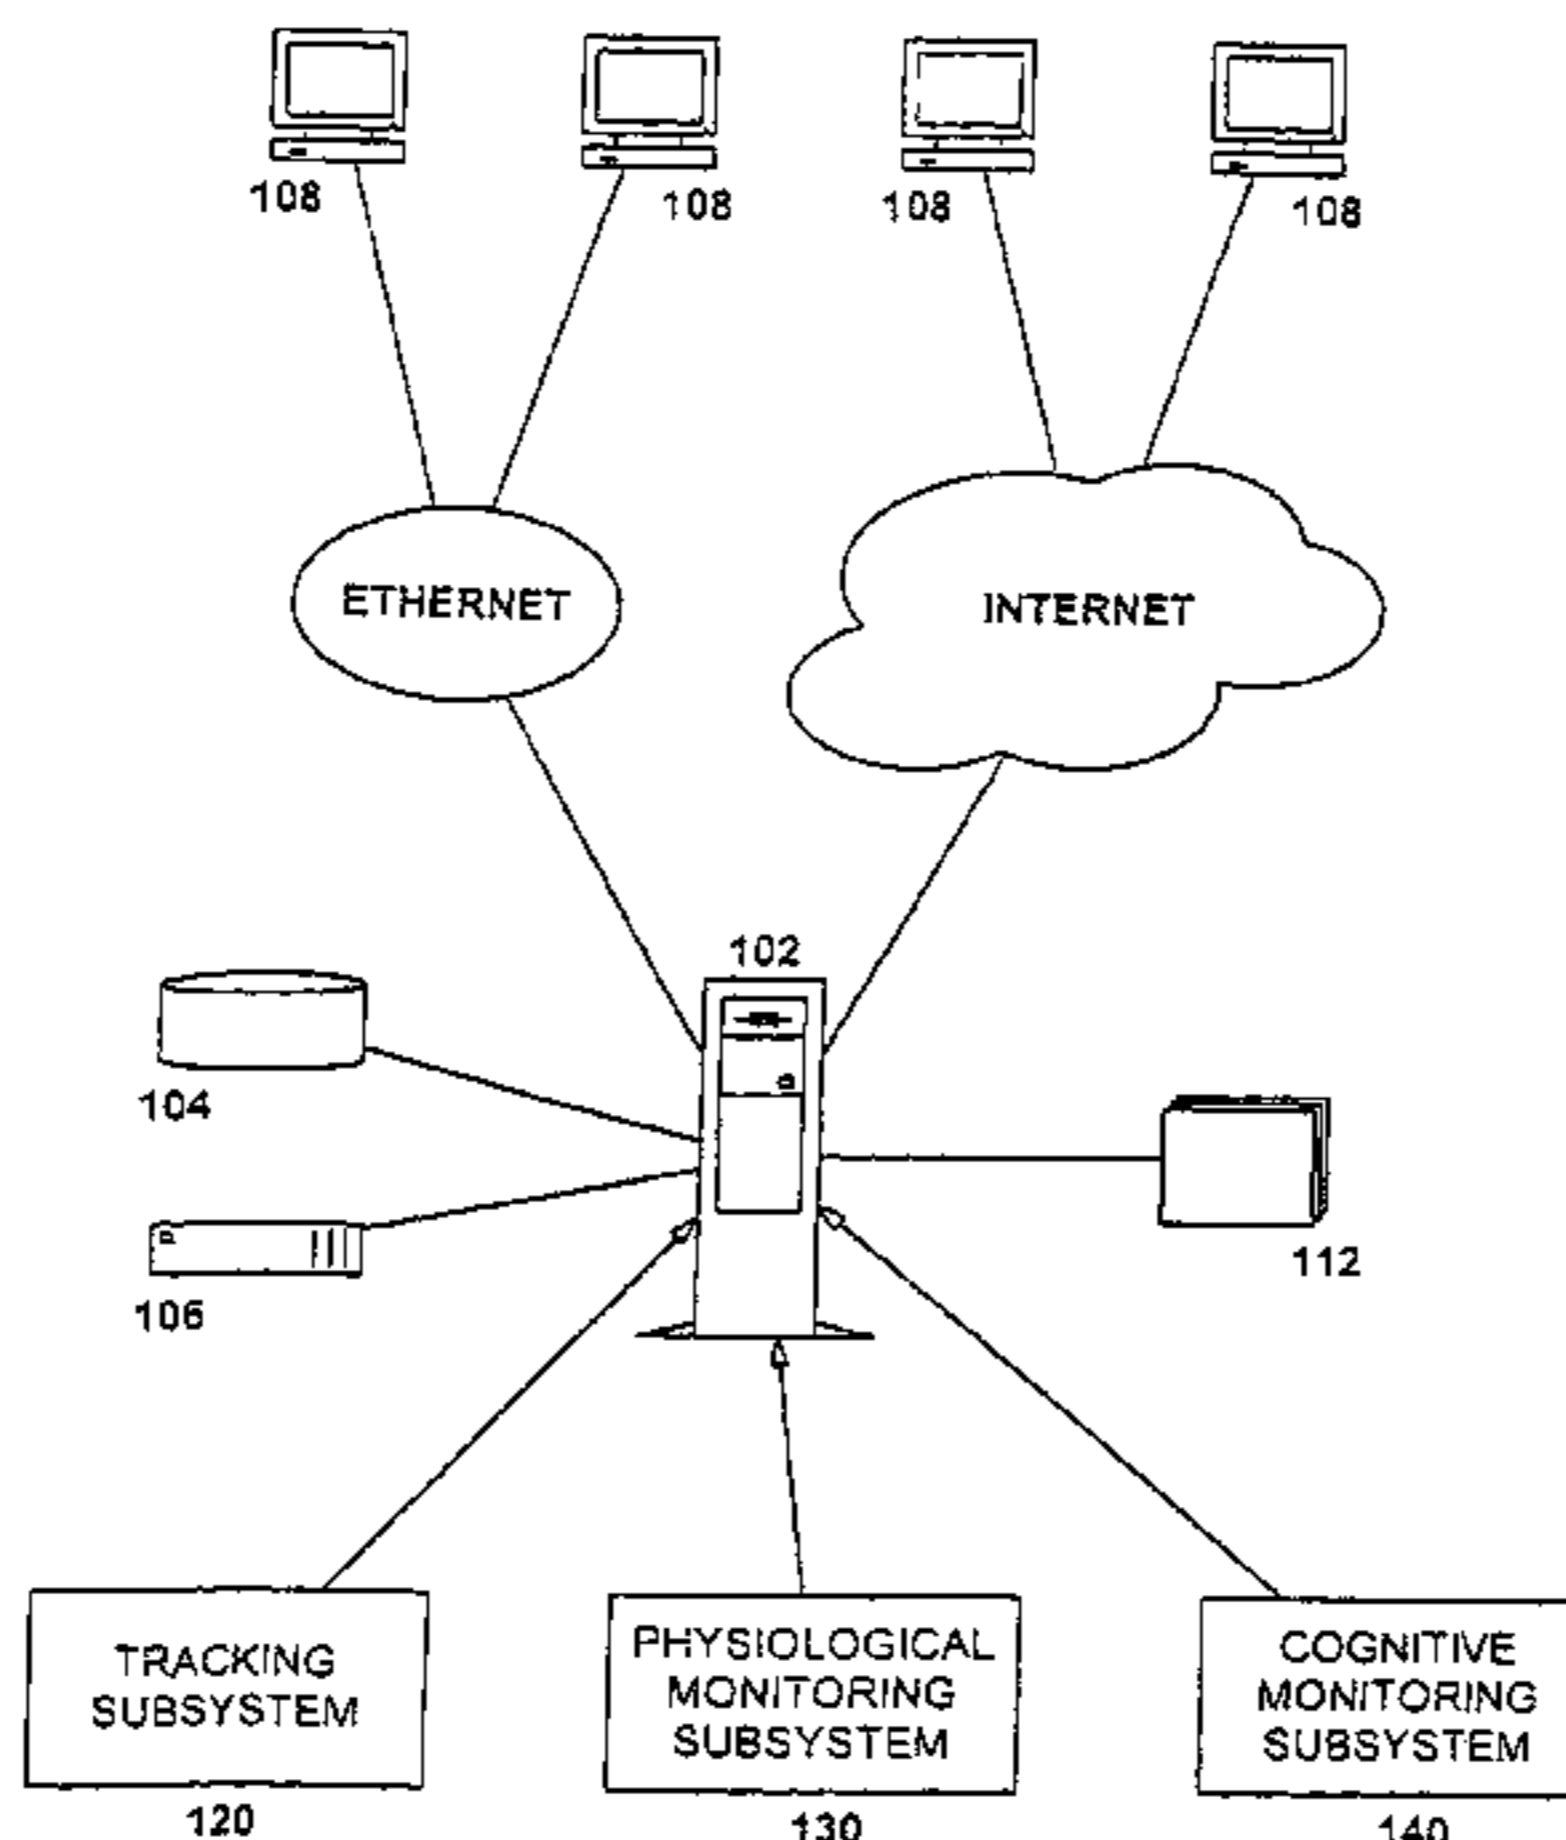 108
108
108
108
ETHERNET
INTERNET
102
104
106
112
TRACKING
SUBSYSTEM
PHYSIOLOGICAL
MONITORING
SUBSYSTEM
COGNITIVE
MONITORING
SUBSYSTEM
120
130
140